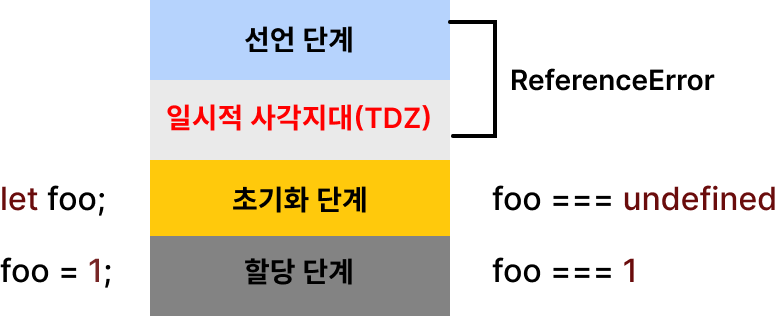 선언 단계
ReferenceError
일시적 사각지대(TDZ)
let foo;
초기화 단계
foo === undefined
foo = 1;
할당 단계
foo === 1